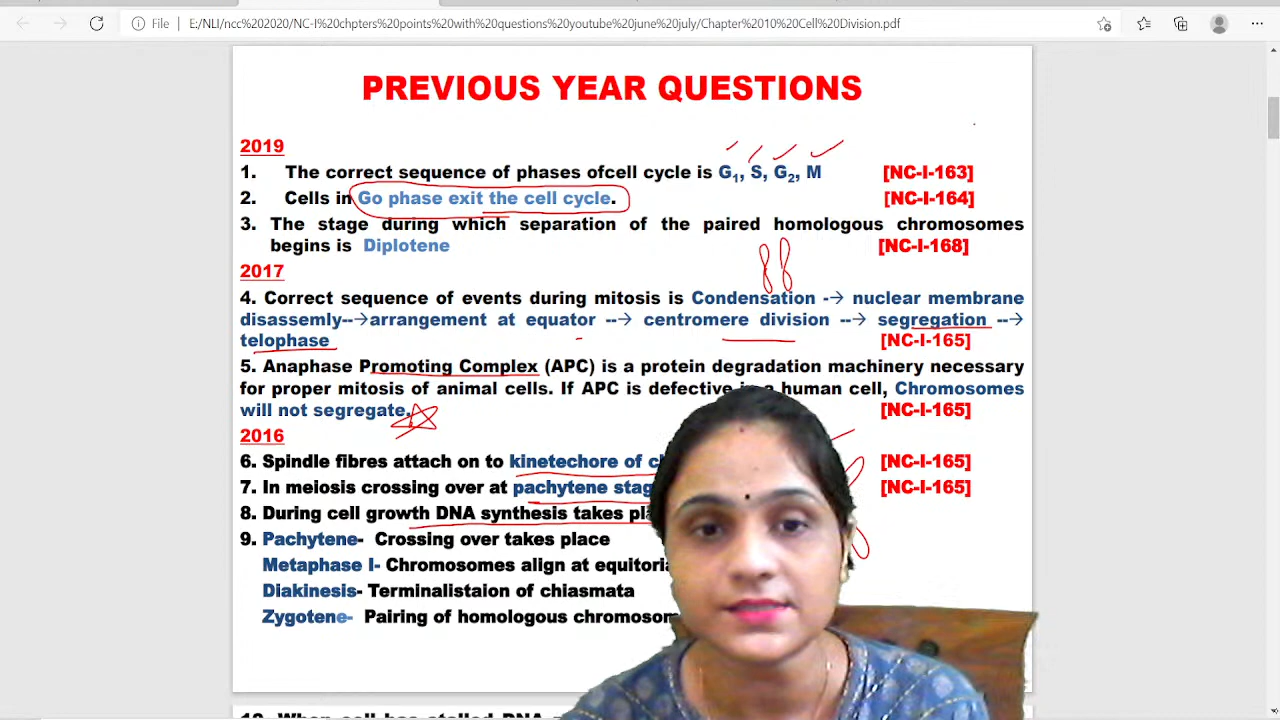 File E:/NLI/ncc%202020/NC-I%20chpters%20points%20with%20questions%20youtube%20june%20july/Chapter%2010%20Cell%20Division.pdf
PREVIOUS YEAR QUESTIONS
2019
1. The correct sequence of phases ofcell cycle is G1, S, G2, M [NC-I-163]
2. Cells in Go phase exit the cell cycle. [NC-I-164]
3. The stage during which separation of the paired homologous chromosomes
begins is Diplotene [NC-I-168]
2017
4. Correct sequence of events during mitosis is Condensation -→ nuclear membrane
disassemly--→arrangement at equator --→ centromere division --→ segregation --→
telophase [NC-I-165]
5. Anaphase Promoting Complex (APC) is a protein degradation machinery necessary
for proper mitosis of animal cells. If APC is defective in a human cell, Chromosomes
will not segregate. [NC-I-165]
2016
6. Spindle fibres attach on to kinetechore of [NC-I-165]
7. In meiosis crossing over at pachytene [NC-I-165]
8. During cell growth DNA synthesis takes
9. Pachytene- Crossing over takes place
Metaphase I- Chromosomes align at
Diakinesis- Terminalistaion of chiasmata
Zygotene- Pairing of homologous